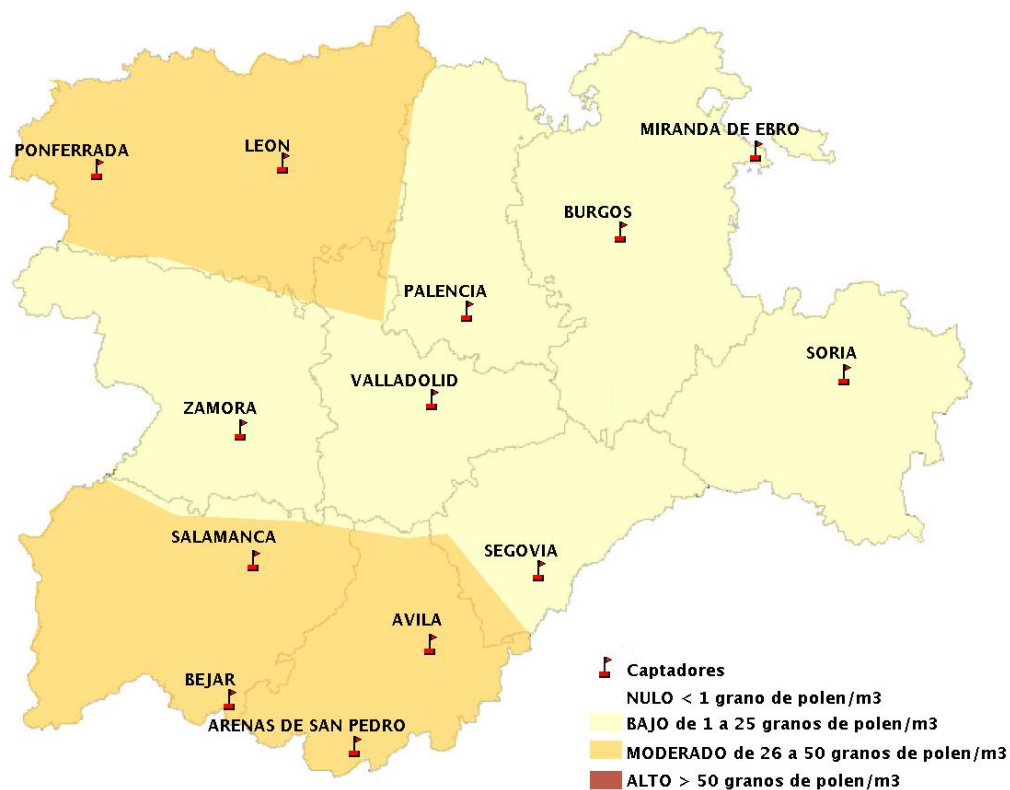 MIRANDA DE EBRO
PONFERRADA
LEON
BURGOS
PALENCIA
SORIA
VALLADOLID
ZAMORA
SALAMANCA
SEGOVIA
AVILA
BEJAR
ARENAS DE SAN PEDRO
Captadores
NULO < 1 grano de polen/m3
BAJO de 1 a 25 granos de polen/m3
MODERADO de 26 a 50 granos de polen/m3
ALTO > 50 granos de polen/m3